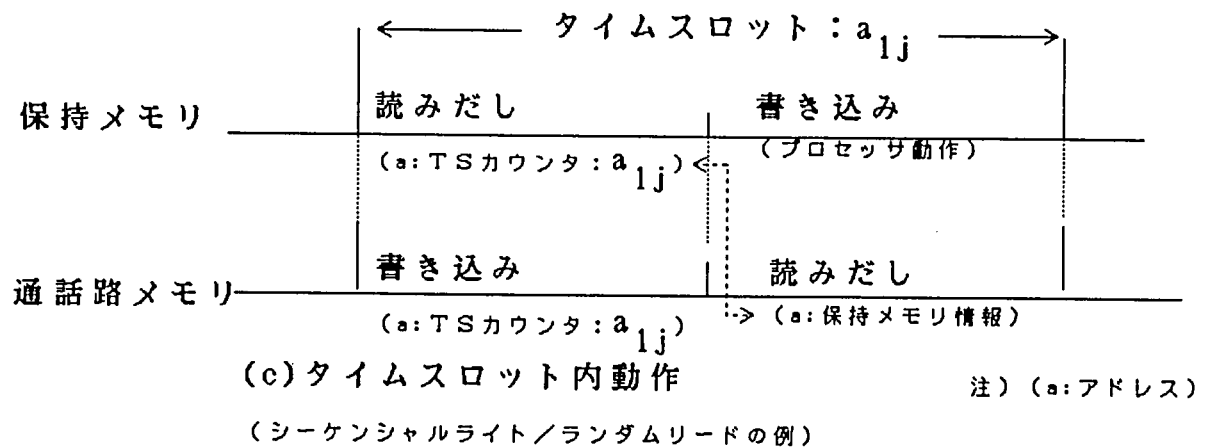 タイムスロット：a1j
保持メモリ 読みだし 書き込み
(a:TSカウンタ:a1j) (プロセッサ動作)
通話路メモリ 書き込み 読みだし
(a:TSカウンタ:a1j) (a:保持メモリ情報)
(c)タイムスロット内動作 注) (a:アドレス)
(シーケンシャルライト／ランダムリードの例)